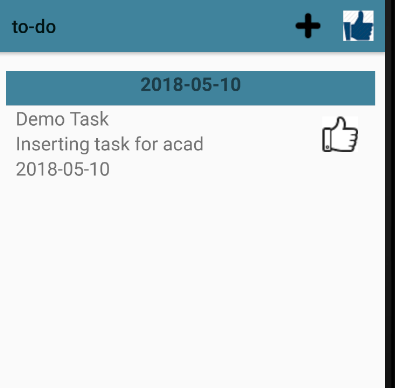 to-do
2018-05-10
Demo Task
Inserting task for acad
2018-05-10